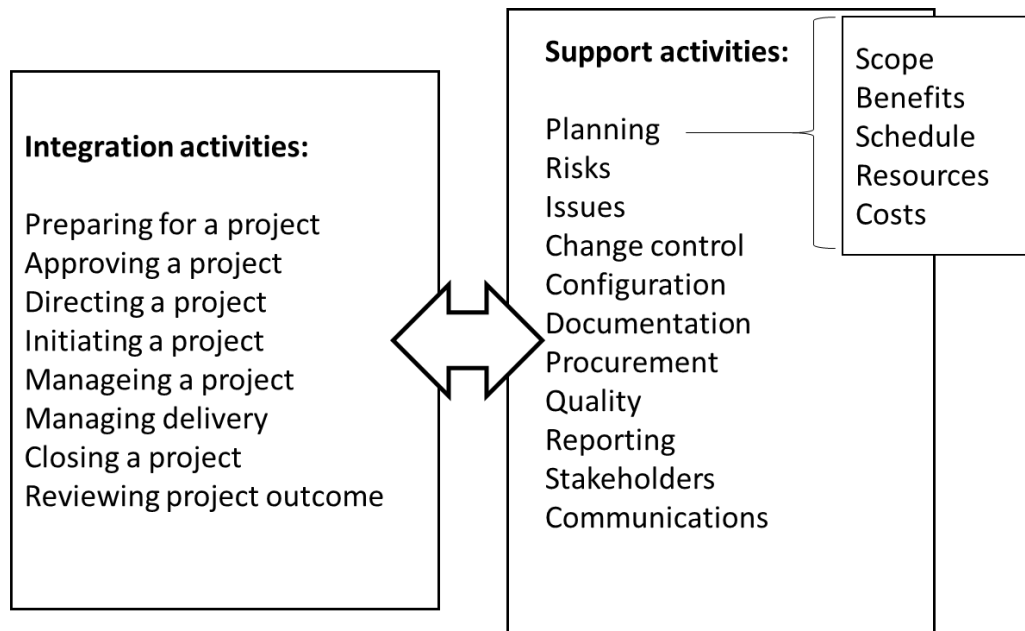 Integration activities:
Preparing for a project
Approving a project
Directing a project
Initiating a project
Manageing a project
Managing delivery
Closing a project
Reviewing project outcome
Support activities:
Planning
Risks
Issues
Change control
Configuration
Documentation
Procurement
Quality
Reporting
Stakeholders
Communications
Scope
Benefits
Schedule
Resources
Costs